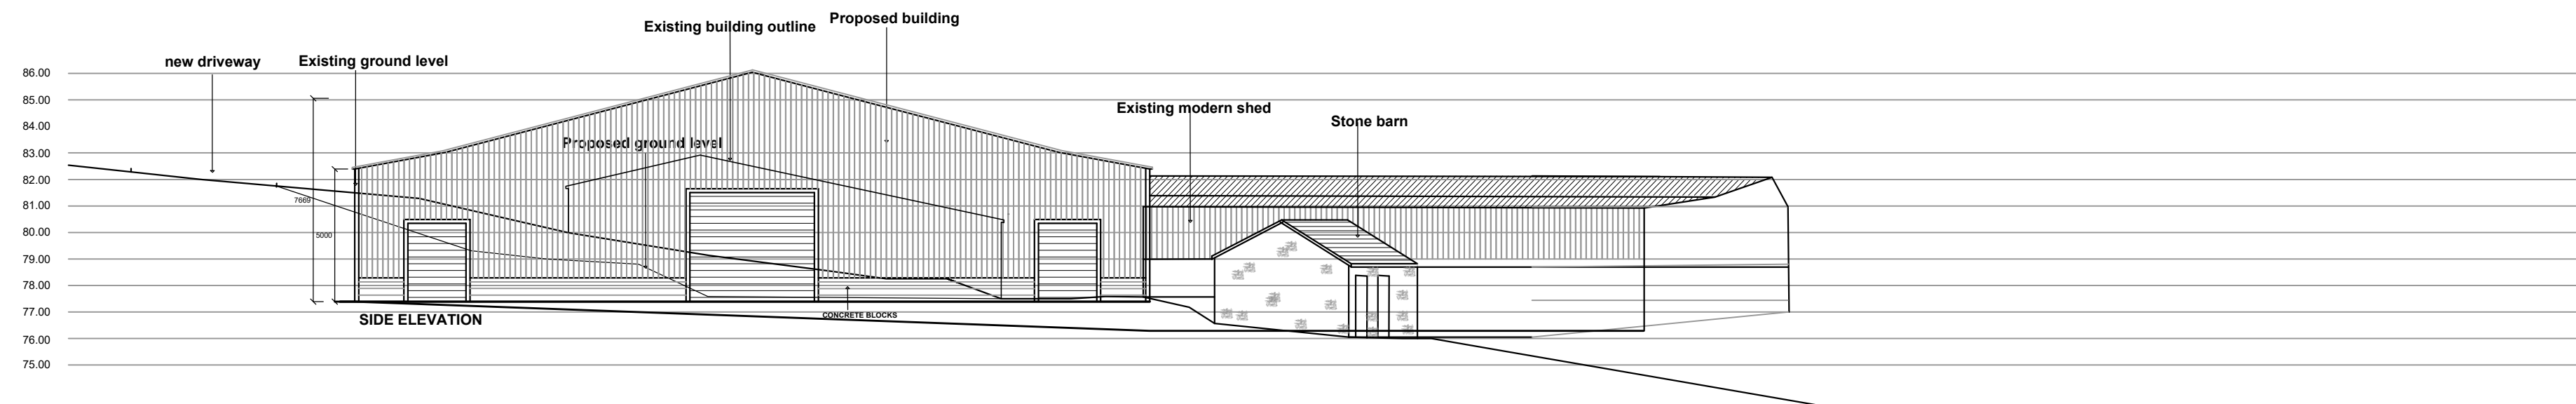 Proposed building
Existing building outline
new driveway
Existing ground level
86.00
85.00
Existing modern shed
Stone barn
84.00
Proposed ground level
83.00
82.00
7669
81.00
5000
80.00
79.00
78.00
77.00
CONCRETE BLOCKS
SIDE ELEVATION
76.00
75.00